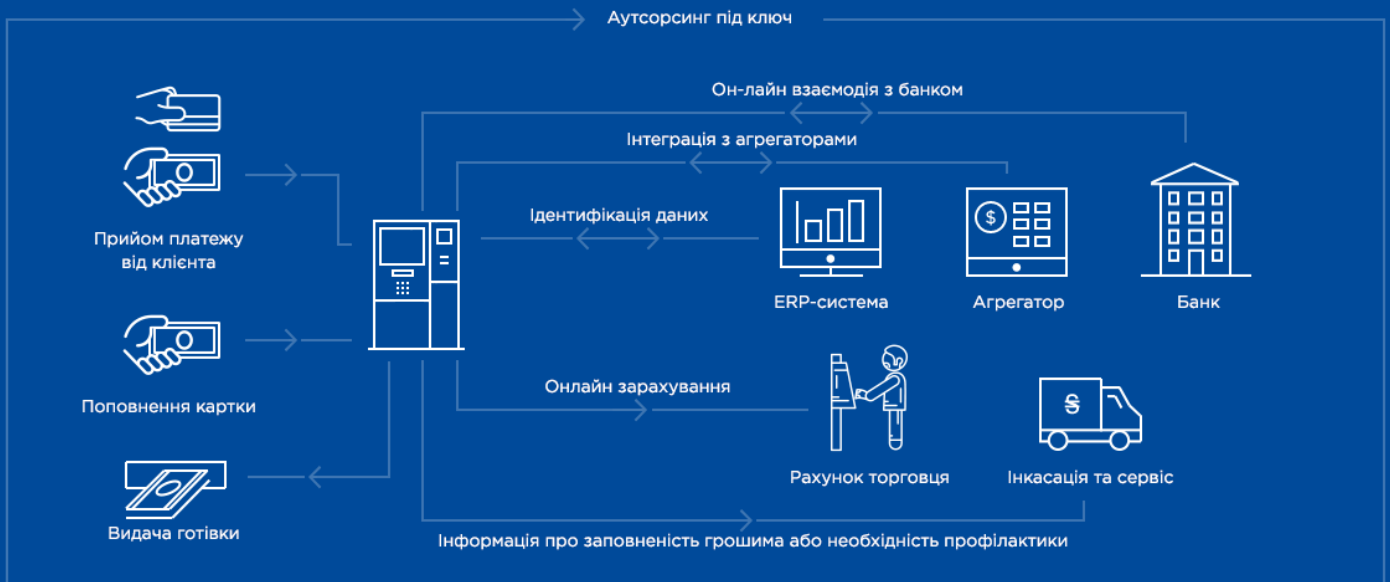 Аутсорсинг під ключ
Он-лайн взаємодія з банком
Інтеграція з агрегаторами
Ідентифікація даних
Прийом платежу
від клієнта
ERP-система
Агрегатор
Банк
Онлайн зарахування
Поповнення картки
Рахунок торговця
Інкасація та сервіс
Видача готівки
Інформація про заповненість грошима або необхідність профілактики